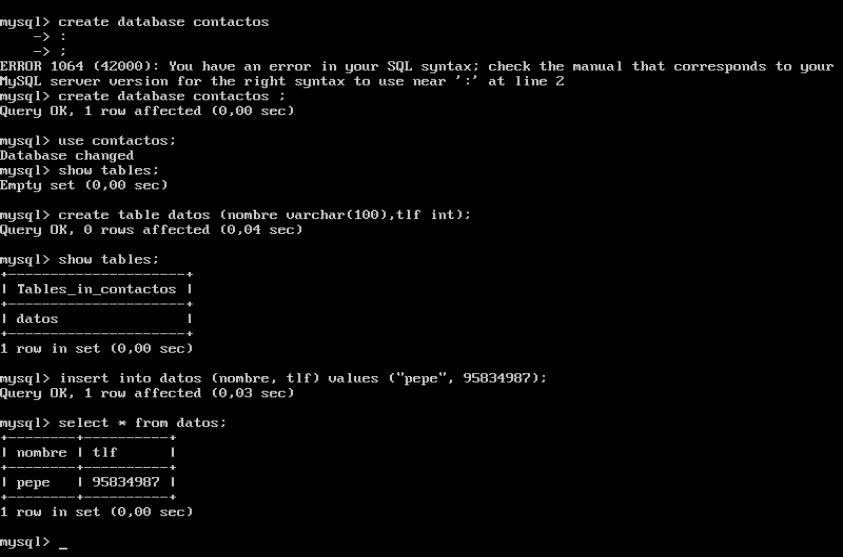 mysql> create database contactos
    -> :
    -> ;
ERROR 1064 (42000): You have an error in your SQL syntax; check the manual that corresponds to your
MySQL server version for the right syntax to use near ':' at line 2
mysql> create database contactos ;
Query OK, 1 row affected (0,00 sec)

mysql> use contactos;
Database changed
mysql> show tables;
Empty set (0,00 sec)

mysql> create table datos (nombre varchar(100),tlf int);
Query OK, 0 rows affected (0,04 sec)

mysql> show tables;
+---------------------+
| Tables_in_contactos |
+---------------------+
| datos               |
+---------------------+
1 row in set (0,00 sec)

mysql>  insert into datos (nombre, tlf) values ("pepe", 95834987);
Query OK, 1 row affected (0,03 sec)

mysql> select * from datos;
+--------+----------+
| nombre | tlf      |
+--------+----------+
| pepe   | 95834987 |
+--------+----------+
1 row in set (0,00 sec)

mysql> _